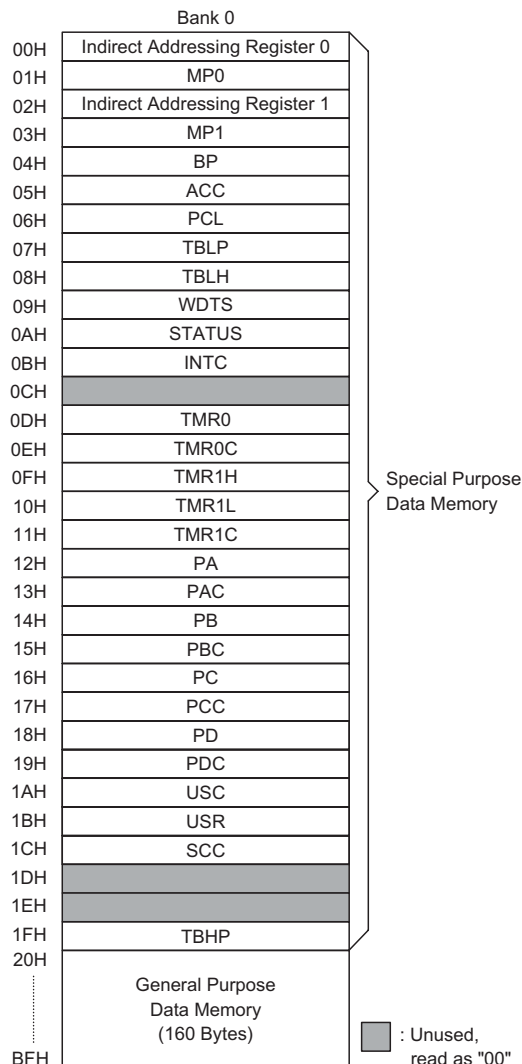 Bank 0
00H Indirect Addressing Register 0
01H MP0
02H Indirect Addressing Register 1
03H MP1
04H BP
05H ACC
06H PCL
07H TBLP
08H TBLH
09H WDTS
0AH STATUS
0BH INTC
0CH
0DH TMR0
0EH TMR0C
0FH TMR1H
10H TMR1L
11H TMR1C
12H PA
13H PAC
14H PB
15H PBC
16H PC
17H PCC
18H PD
19H PDC
1AH USC
1BH USR
1CH SCC
1DH
1EH
1FH TBHP
20H
BFH
General Purpose
Data Memory
(160 Bytes)
Special Purpose
Data Memory
: Unused,
read as "00"